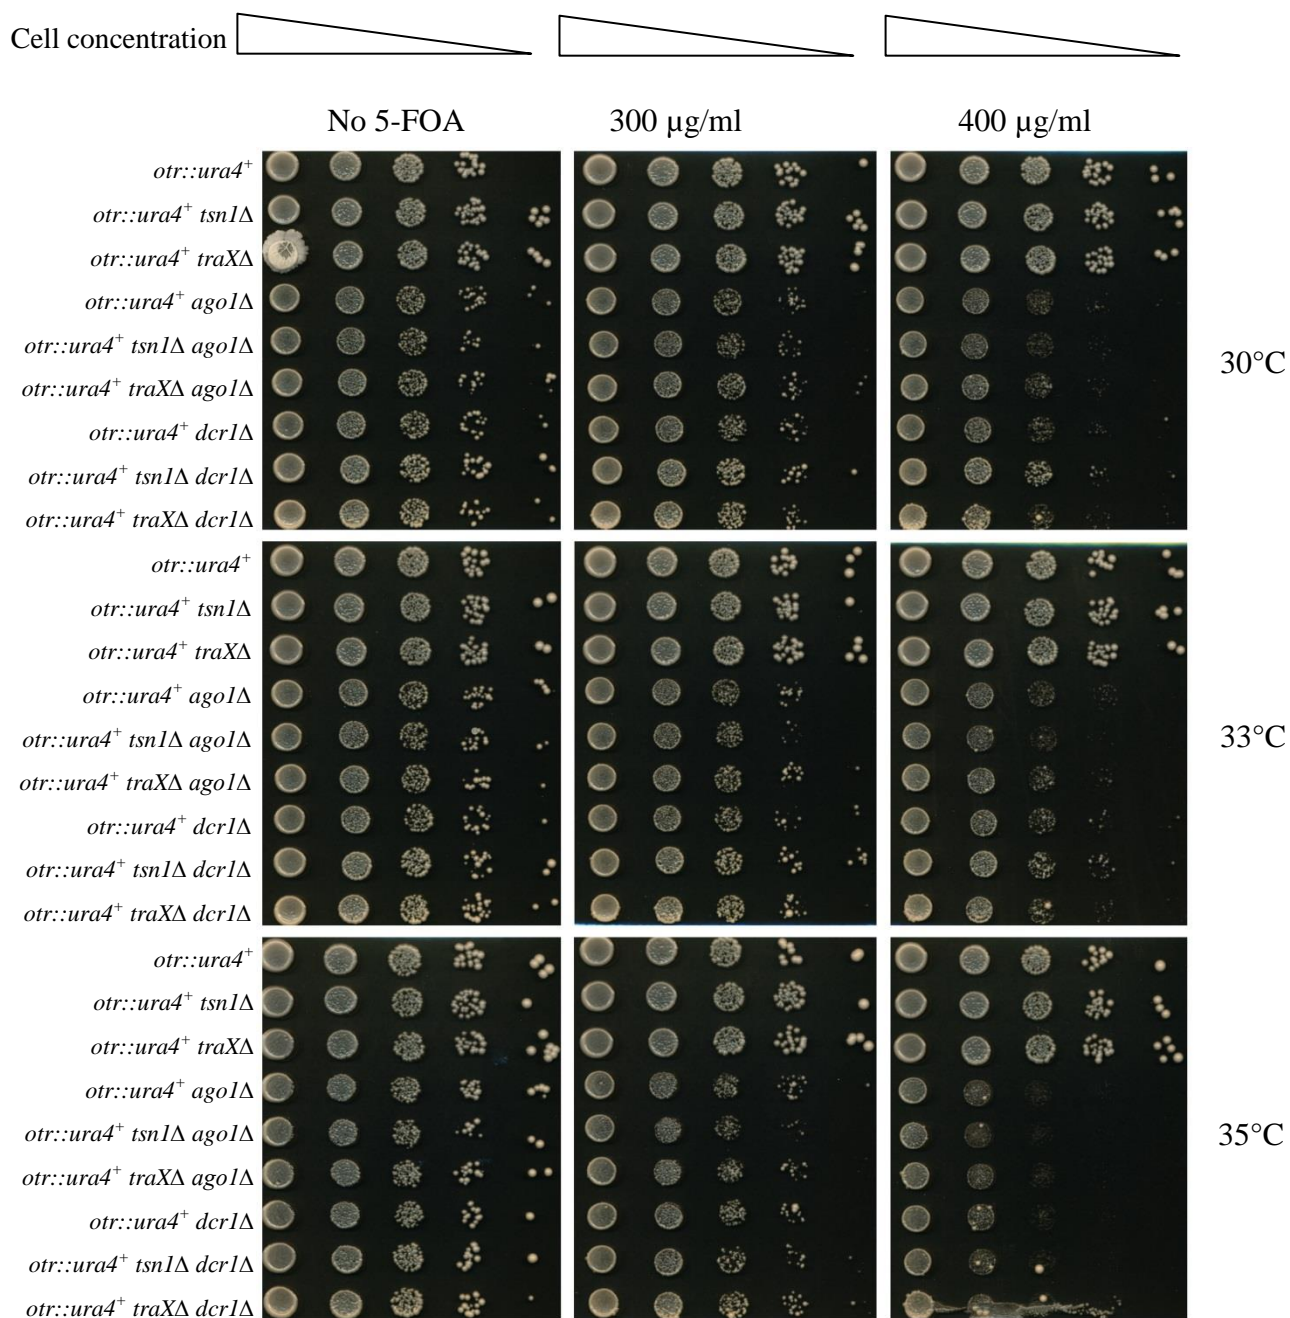 Cell concentration
No 5-FOA 300 µg/ml 400 µg/ml
otr::ura4⁺
otr::ura4⁺ tsn1Δ
otr::ura4⁺ traXΔ
otr::ura4⁺ ago1Δ
otr::ura4⁺ tsn1Δ ago1Δ
otr::ura4⁺ traXΔ ago1Δ
otr::ura4⁺ dcr1Δ
otr::ura4⁺ tsn1Δ dcr1Δ
otr::ura4⁺ traXΔ dcr1Δ
30°C
otr::ura4⁺
otr::ura4⁺ tsn1Δ
otr::ura4⁺ traXΔ
otr::ura4⁺ ago1Δ
otr::ura4⁺ tsn1Δ ago1Δ
otr::ura4⁺ traXΔ ago1Δ
otr::ura4⁺ dcr1Δ
otr::ura4⁺ tsn1Δ dcr1Δ
otr::ura4⁺ traXΔ dcr1Δ
33°C
otr::ura4⁺
otr::ura4⁺ tsn1Δ
otr::ura4⁺ traXΔ
otr::ura4⁺ ago1Δ
otr::ura4⁺ tsn1Δ ago1Δ
otr::ura4⁺ traXΔ ago1Δ
otr::ura4⁺ dcr1Δ
otr::ura4⁺ tsn1Δ dcr1Δ
otr::ura4⁺ traXΔ dcr1Δ
35°C